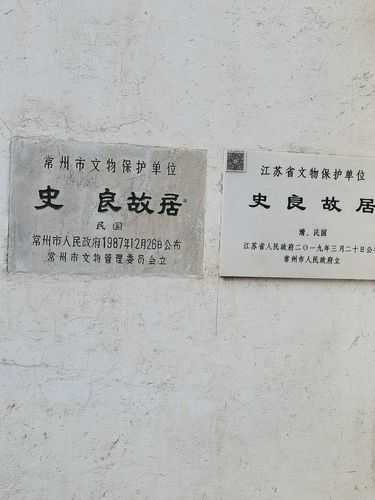 常州市文物保护单位
史 良故居
民国
常州市人民政府1987年12月26日公布
常州市文物管理委员会立
江苏省文物保护单位
史良故居
清、民国
江苏省人民政府二〇一九年三月二十日公
常州市人民政府立